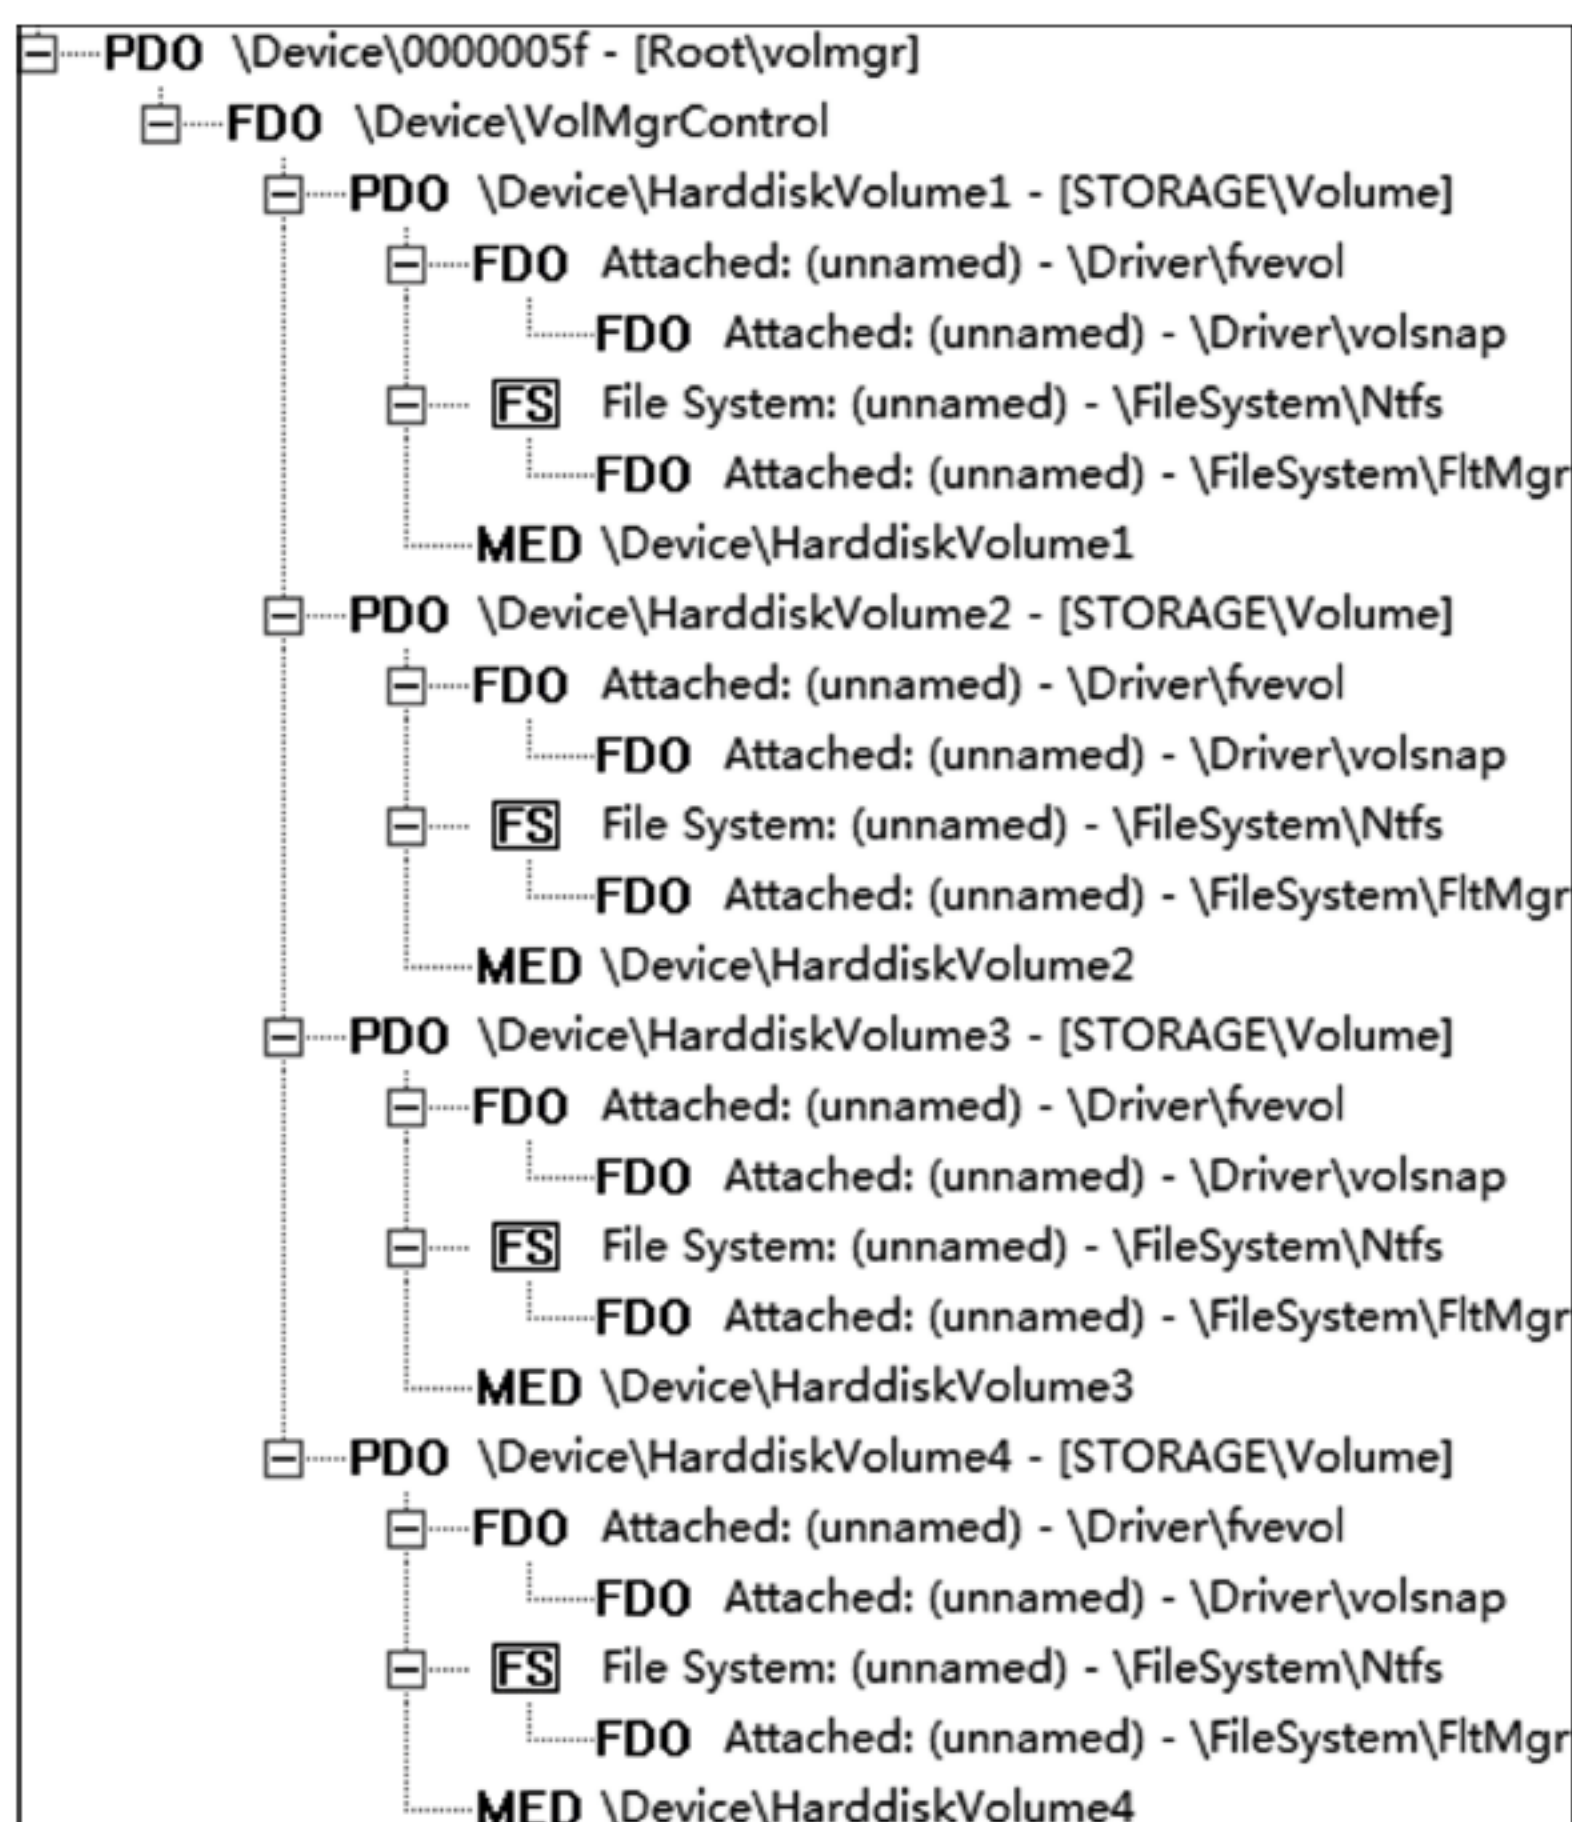 PDO \Device\0000005f - [Root\volmgr]
FDO \Device\VolMgrControl
PDO \Device\HarddiskVolume1 - [STORAGE\Volume]
FDO Attached: (unnamed) - \Driver\fvevol
FDO Attached: (unnamed) - \Driver\volsnap
FS File System: (unnamed) - \FileSystem\Ntfs
FDO Attached: (unnamed) - \FileSystem\FltMgr
MED \Device\HarddiskVolume1
PDO \Device\HarddiskVolume2 - [STORAGE\Volume]
FDO Attached: (unnamed) - \Driver\fvevol
FDO Attached: (unnamed) - \Driver\volsnap
FS File System: (unnamed) - \FileSystem\Ntfs
FDO Attached: (unnamed) - \FileSystem\FltMgr
MED \Device\HarddiskVolume2
PDO \Device\HarddiskVolume3 - [STORAGE\Volume]
FDO Attached: (unnamed) - \Driver\fvevol
FDO Attached: (unnamed) - \Driver\volsnap
FS File System: (unnamed) - \FileSystem\Ntfs
FDO Attached: (unnamed) - \FileSystem\FltMgr
MED \Device\HarddiskVolume3
PDO \Device\HarddiskVolume4 - [STORAGE\Volume]
FDO Attached: (unnamed) - \Driver\fvevol
FDO Attached: (unnamed) - \Driver\volsnap
FS File System: (unnamed) - \FileSystem\Ntfs
FDO Attached: (unnamed) - \FileSystem\FltMgr
MED \Device\HarddiskVolume4